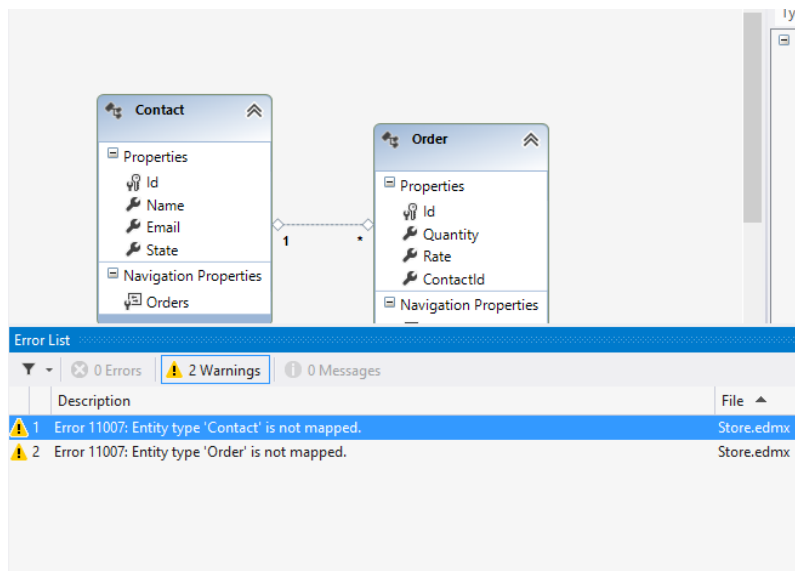 Ty
Contact
Properties
Id
Name
Email
State
Navigation Properties
Orders
1
*
Order
Properties
Id
Quantity
Rate
ContactId
Navigation Properties
Error List
0 Errors
2 Warnings
0 Messages
Description File
1 Error 11007: Entity type 'Contact' is not mapped. Store.edmx
2 Error 11007: Entity type 'Order' is not mapped. Store.edmx